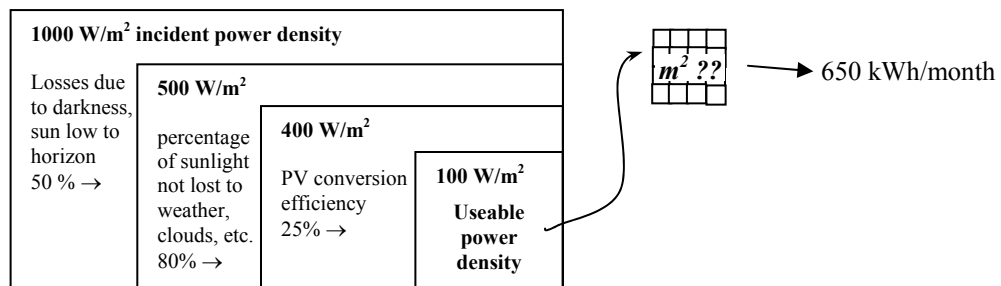 1000 W/m² incident power density
Losses due
to darkness,
sun low to
horizon
50 % →
500 W/m²
percentage
of sunlight
not lost to
weather,
clouds, etc.
80% →
400 W/m²
PV conversion
efficiency
25% →
100 W/m²
Useable
power
density
m² ??
650 kWh/month